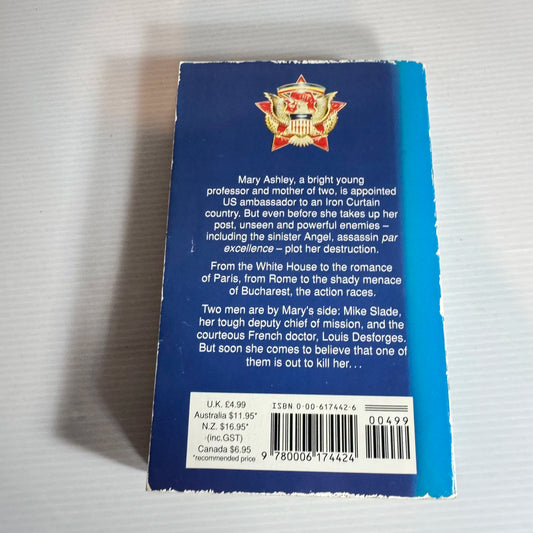 Mary Ashley, a bright young
professor and mother of two, is appointed
US ambassador to an Iron Curtain
country. But even before she takes up her
post, unseen and powerful enemies –
including the sinister Angel, assassin par
excellence – plot her destruction.
From the White House to the romance
of Paris, from Rome to the shady menace
of Bucharest, the action races.
Two men are by Mary's side: Mike Slade,
her tough deputy chief of mission, and the
courteous French doctor, Louis Desforges.
But soon she comes to believe that one of
them is out to kill her...
U.K. £4.99
Australia $11.95*
N.Z. $16.95*
(inc.GST)
Canada $6.95
*recommended price
ISBN 0-00-617442-6
00499
9 780006 174424